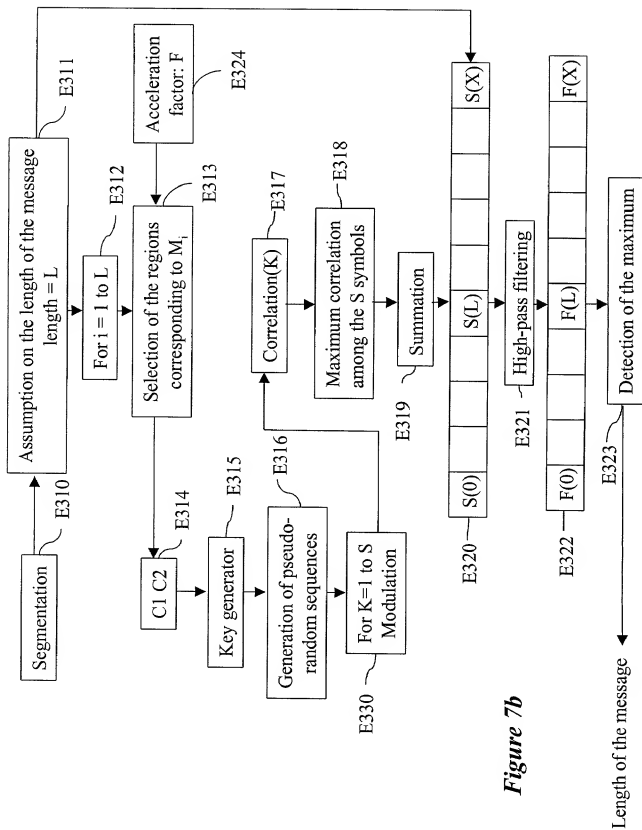 Segmentation
E310
Assumption on the length of the message
length = L
E311
For i = 1 to L
E312
Selection of the regions
corresponding to Mi
E313
Acceleration
factor: F
E324
C1 C2
E314
Key generator
E315
Generation of pseudo-
random sequences
E316
For K=1 to S
Modulation
E330
Correlation(K)
E317
Maximum correlation
among the S symbols
E318
Summation
E319
S(0)
S(L)
S(X)
E320
High-pass filtering
E321
F(0)
F(L)
F(X)
E322
Detection of the maximum
E323
Length of the message
Figure 7b